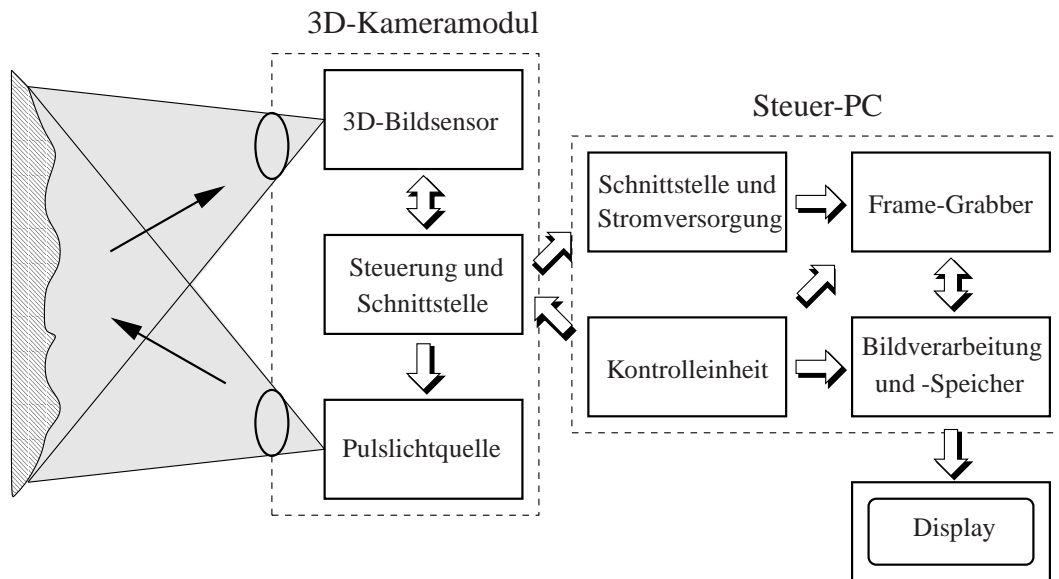 3D-Kameramodul
3D-Bildsensor
Steuerung und
Schnittstelle
Pulslichtquelle
Steuer-PC
Schnittstelle und
Stromversorgung
Frame-Grabber
Kontrolleinheit
Bildverarbeitung
und -Speicher
Display